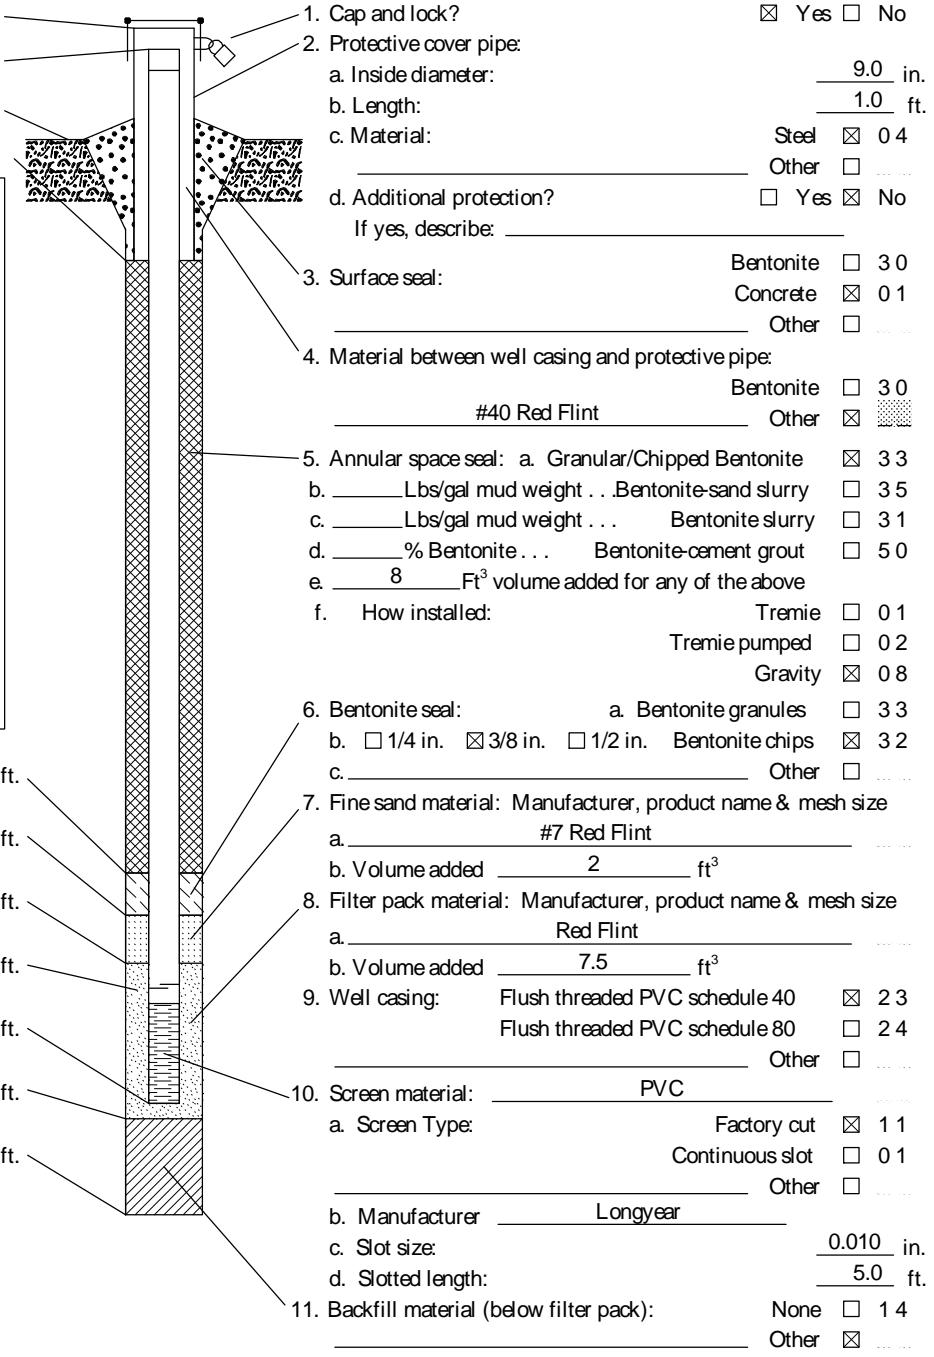 1. Cap and lock? ☒ Yes ☐ No
2. Protective cover pipe:
a. Inside diameter: 9.0 in.
b. Length: 1.0 ft.
c. Material: Steel ☒ 0 4
Other ☐
d. Additional protection? ☐ Yes ☒ No
If yes, describe:
3. Surface seal: Bentonite ☐ 3 0
Concrete ☒ 0 1
Other ☐
4. Material between well casing and protective pipe:
Bentonite ☐ 3 0
#40 Red Flint Other ☒
5. Annular space seal: a. Granular/Chipped Bentonite ☒ 3 3
b. ______Lbs/gal mud weight . . .Bentonite-sand slurry ☐ 3 5
c. ______Lbs/gal mud weight . . . Bentonite slurry ☐ 3 1
d. ______% Bentonite . . . Bentonite-cement grout ☐ 5 0
e. 8 Ft³ volume added for any of the above
f. How installed: Tremie ☐ 0 1
Tremie pumped ☐ 0 2
Gravity ☒ 0 8
6. Bentonite seal: a. Bentonite granules ☐ 3 3
b. ☐ 1/4 in. ☒ 3/8 in. ☐ 1/2 in. Bentonite chips ☒ 3 2
c. Other ☐
ft.
7. Fine sand material: Manufacturer, product name & mesh size
a. #7 Red Flint
ft.
b. Volume added 2 ft³
ft.
8. Filter pack material: Manufacturer, product name & mesh size
a. Red Flint
b. Volume added 7.5 ft³
ft.
9. Well casing: Flush threaded PVC schedule 40 ☒ 2 3
Flush threaded PVC schedule 80 ☐ 2 4
ft.
Other ☐
10. Screen material: PVC
ft.
a. Screen Type: Factory cut ☒ 1 1
Continuous slot ☐ 0 1
ft.
Other ☐
b. Manufacturer Longyear
c. Slot size: 0.010 in.
d. Slotted length: 5.0 ft.
11. Backfill material (below filter pack): None ☐ 1 4
Other ☒